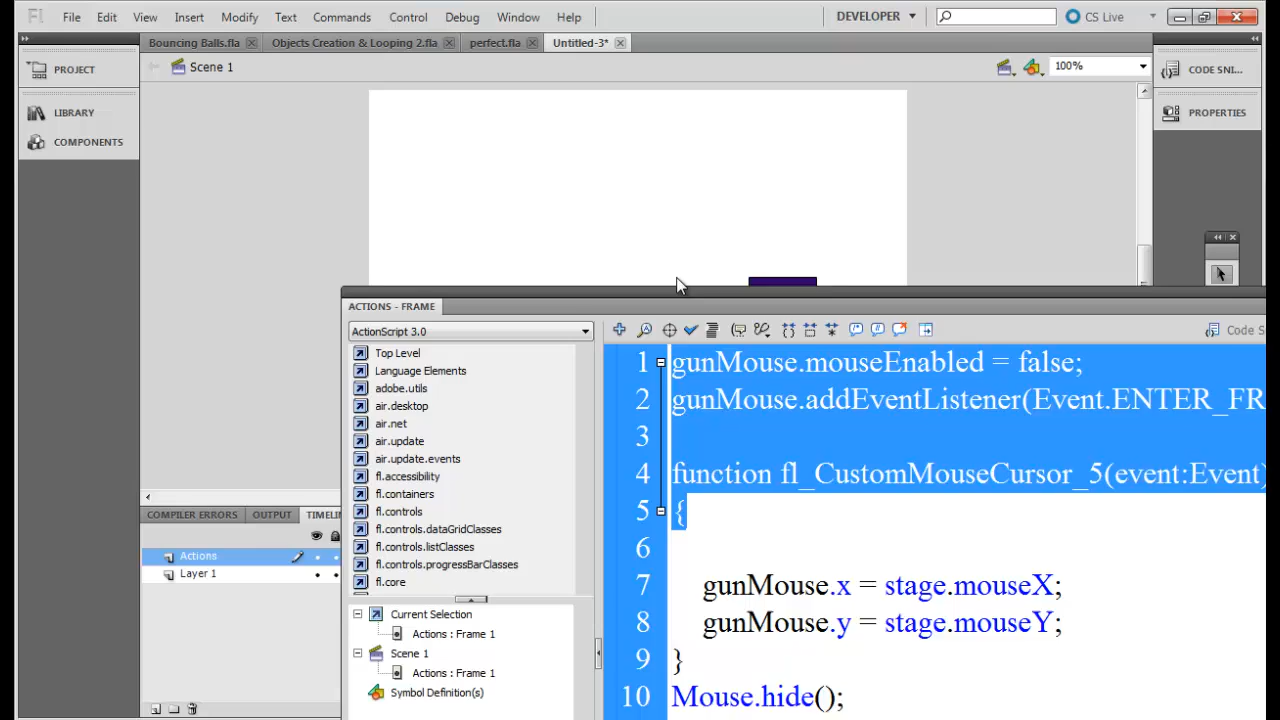 Fl File Edit View Insert Modify Text Commands Control Debug Window Help DEVELOPER CS Live
Bouncing Balls.fla Objects Creation & Looping 2.fla perfect.fla Untitled-3*
Scene 1 100%
PROJECT
LIBRARY
COMPONENTS
CODE SNI...
PROPERTIES
COMPILER ERRORS OUTPUT
Actions
Layer 1
ACTIONS - FRAME
ActionScript 3.0
Code S
Top Level
Language Elements
adobe.utils
air.desktop
air.net
air.update
air.update.events
fl.accessibility
fl.containers
fl.controls
fl.controls.dataGridClasses
fl.controls.listClasses
fl.controls.progressBarClasses
fl.core
Current Selection
Actions : Frame 1
Scene 1
Actions : Frame 1
Symbol Definition(s)
1 gunMouse.mouseEnabled = false;
2 gunMouse.addEventListener(Event.ENTER_FR
3
4 function fl_CustomMouseCursor_5(event:Event)
5 {
6
7 gunMouse.x = stage.mouseX;
8 gunMouse.y = stage.mouseY;
9 }
10 Mouse.hide();